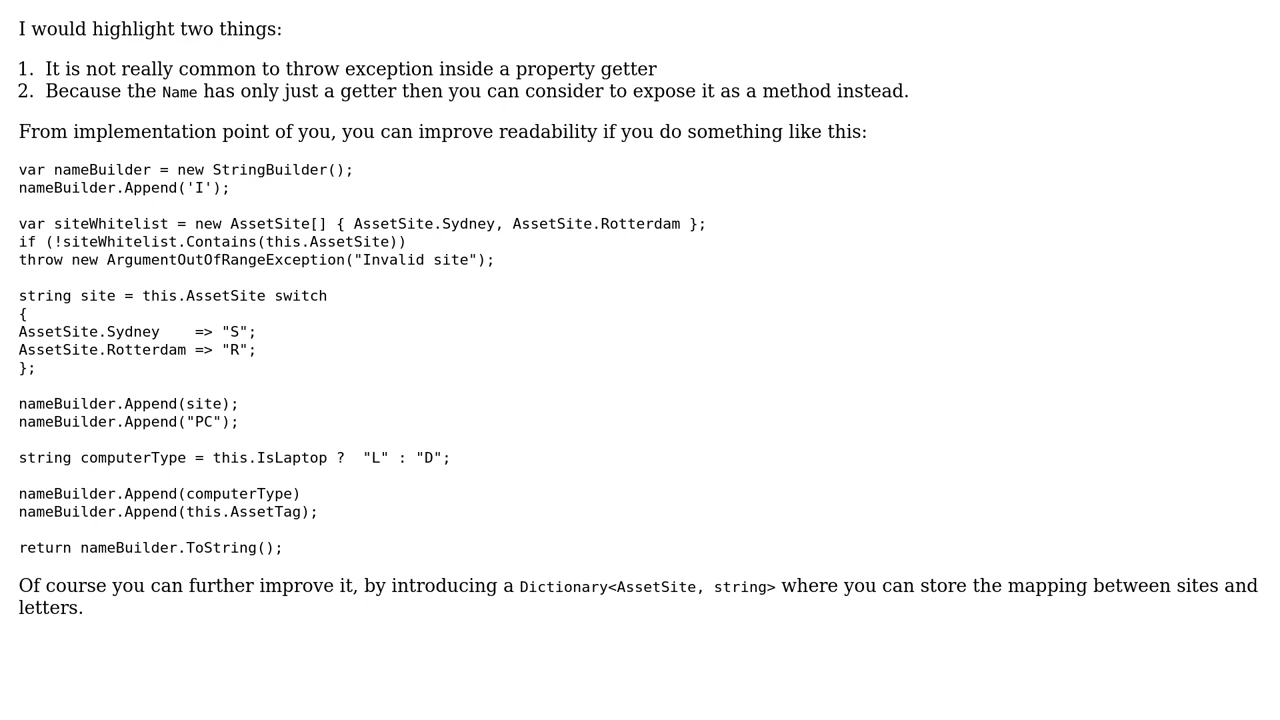 I would highlight two things:
1. It is not really common to throw exception inside a property getter
2. Because the Name has only just a getter then you can consider to expose it as a method instead.
From implementation point of you, you can improve readability if you do something like this:
var nameBuilder = new StringBuilder();
nameBuilder.Append('I');
var siteWhitelist = new AssetSite[] { AssetSite.Sydney, AssetSite.Rotterdam };
if (!siteWhitelist.Contains(this.AssetSite))
throw new ArgumentOutOfRangeException("Invalid site");
string site = this.AssetSite switch
{
AssetSite.Sydney    => "S";
AssetSite.Rotterdam => "R";
};
nameBuilder.Append(site);
nameBuilder.Append("PC");
string computerType = this.IsLaptop ?  "L" : "D";
nameBuilder.Append(computerType)
nameBuilder.Append(this.AssetTag);
return nameBuilder.ToString();
Of course you can further improve it, by introducing a Dictionary<AssetSite, string> where you can store the mapping between sites and
letters.